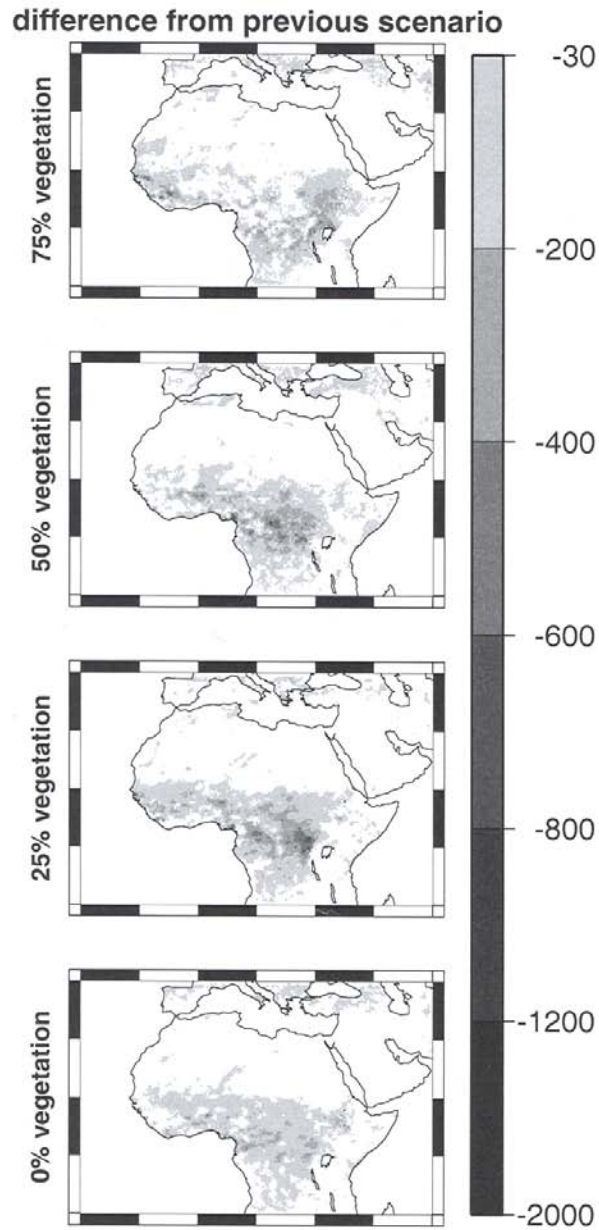 difference from previous scenario
75% vegetation
50% vegetation
25% vegetation
0% vegetation
-30
-200
-400
-600
-800
-1200
-2000